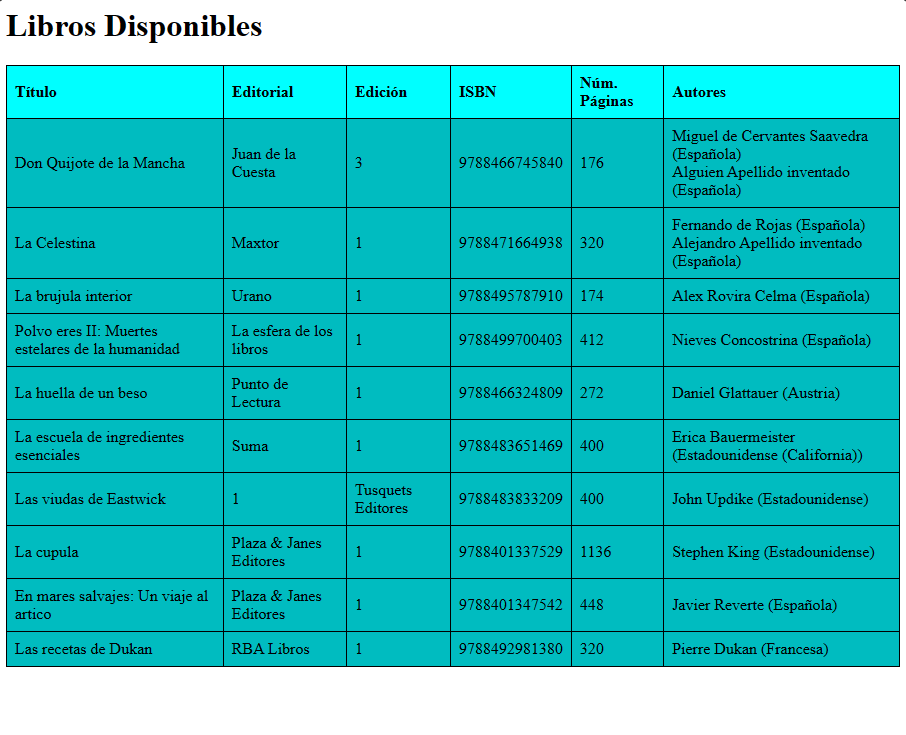 Libros Disponibles
Título Editorial Edición ISBN Núm. Páginas Autores
Don Quijote de la Mancha Juan de la Cuesta 3 9788466745840 176 Miguel de Cervantes Saavedra (Española) Alguien Apellido inventado (Española)
La Celestina Maxtor 1 9788471664938 320 Fernando de Rojas (Española) Alejandro Apellido inventado (Española)
La brujula interior Urano 1 9788495787910 174 Alex Rovira Celma (Española)
Polvo eres II: Muertes estelares de la humanidad La esfera de los libros 1 9788499700403 412 Nieves Concostrina (Española)
La huella de un beso Punto de Lectura 1 9788466324809 272 Daniel Glattauer (Austria)
La escuela de ingredientes esenciales Suma 1 9788483651469 400 Erica Bauermeister (Estadounidense (California))
Las viudas de Eastwick 1 Tusquets Editores 9788483833209 400 John Updike (Estadounidense)
La cupula Plaza & Janes Editores 1 9788401337529 1136 Stephen King (Estadounidense)
En mares salvajes: Un viaje al artico Plaza & Janes Editores 1 9788401347542 448 Javier Reverte (Española)
Las recetas de Dukan RBA Libros 1 9788492981380 320 Pierre Dukan (Francesa)